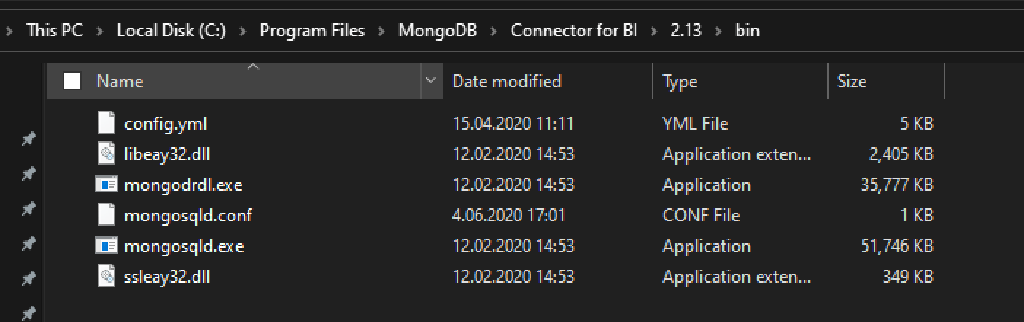 This PC > Local Disk (C:) > Program Files > MongoDB > Connector for BI > 2.13 > bin
Name Date modified Type Size
config.yml 15.04.2020 11:11 YML File 5 KB
libeay32.dll 12.02.2020 14:53 Application exten... 2,405 KB
mongodrdl.exe 12.02.2020 14:53 Application 35,777 KB
mongosqld.conf 4.06.2020 17:01 CONF File 1 KB
mongosqld.exe 12.02.2020 14:53 Application 51,746 KB
ssleay32.dll 12.02.2020 14:53 Application exten... 349 KB